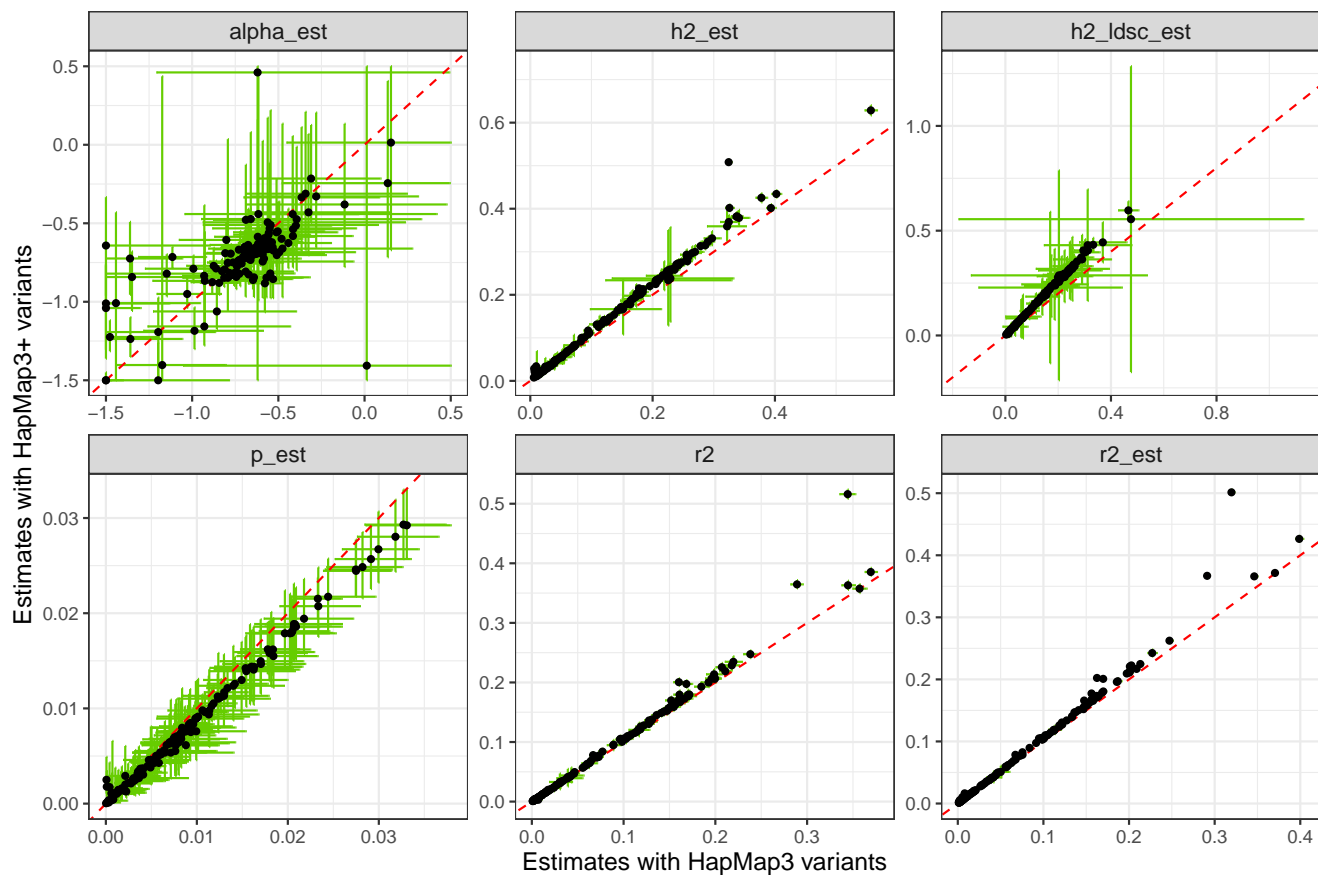 alpha_est
h2_est
h2_ldsc_est
0.5
0.0
−0.5
−1.0
−1.5
0.6
0.4
0.2
0.0
1.0
0.5
0.0
−1.5 −1.0 −0.5 0.0 0.5
0.0 0.2 0.4
0.0 0.4 0.8
p_est
r2
r2_est
0.03
0.02
0.01
0.00
0.5
0.4
0.3
0.2
0.1
0.0
0.5
0.4
0.3
0.2
0.1
0.0
0.00 0.01 0.02 0.03
0.0 0.1 0.2 0.3
0.0 0.1 0.2 0.3 0.4
Estimates with HapMap3 variants
Estimates with HapMap3+ variants